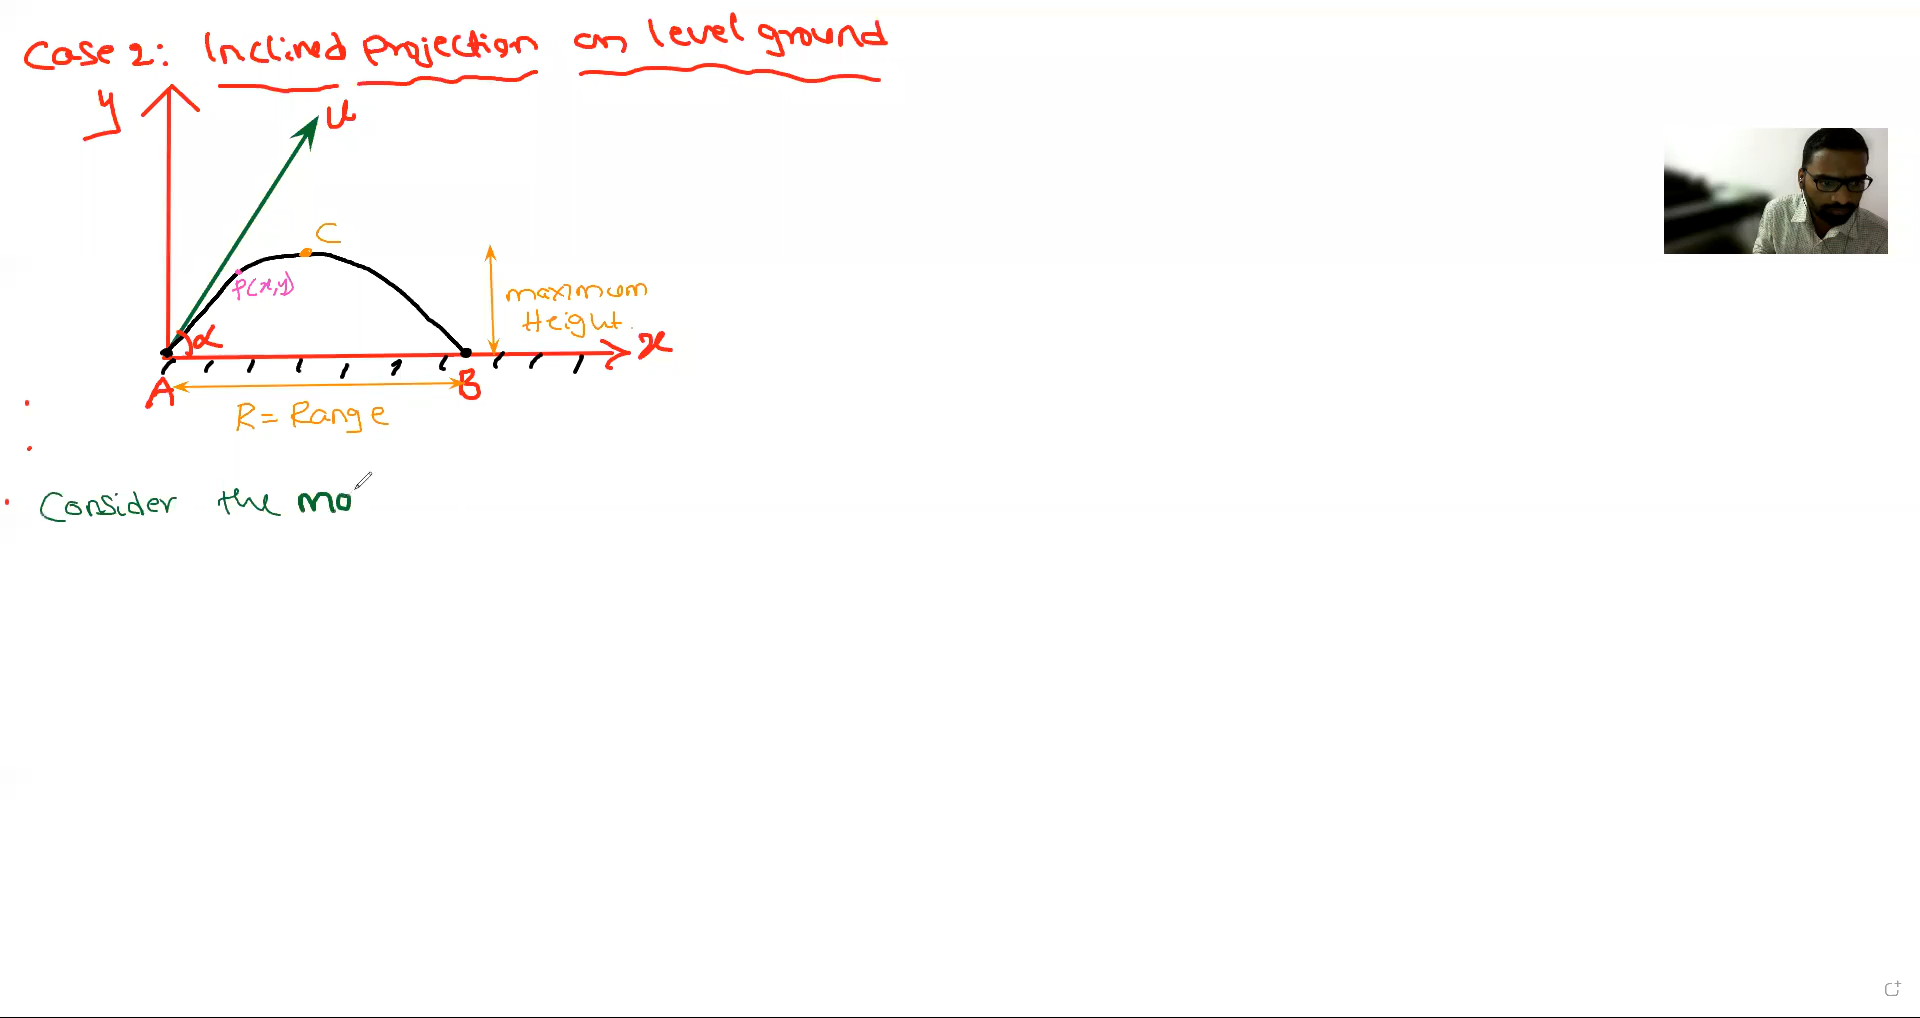 Case 2: Inclined projection on level ground
y
u
C
P(x,y)
maximum
Height.
α
x
A
B
R = Range
Consider the mo